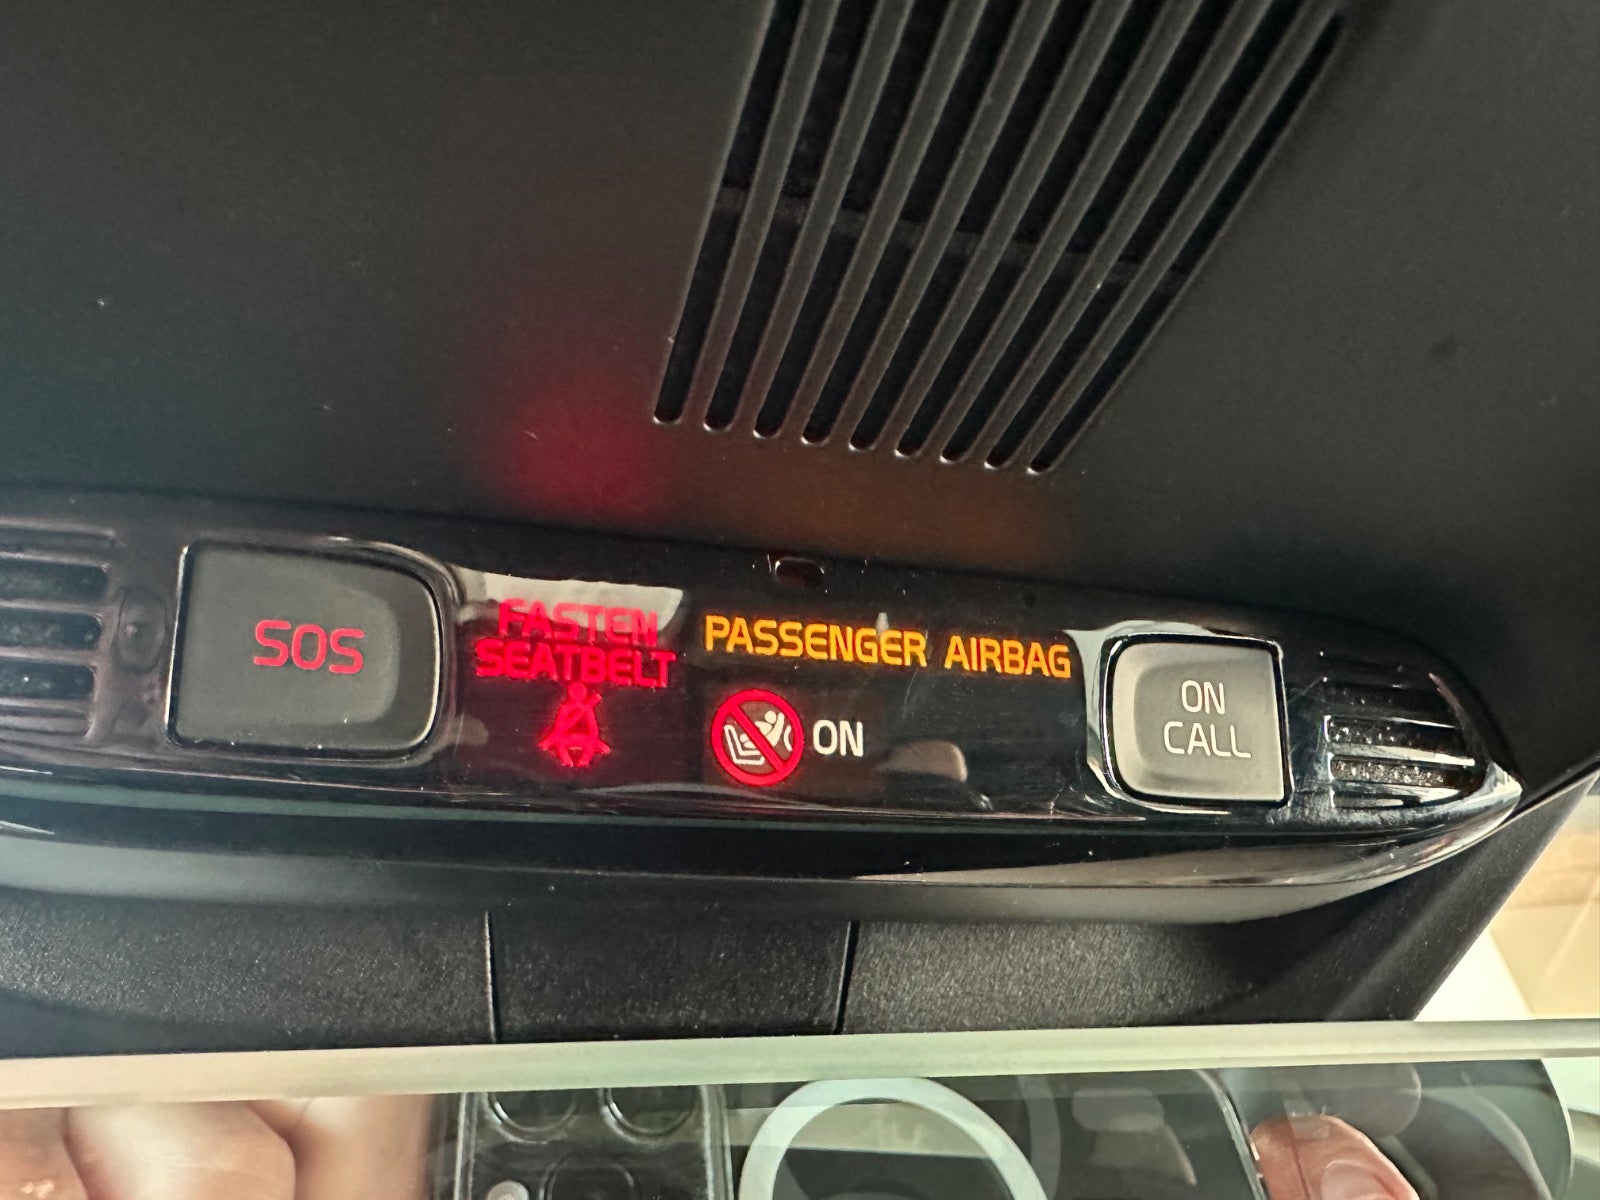 SOS
FASTEN
SEATBELT
PASSENGER AIRBAG
ON
ON
CALL